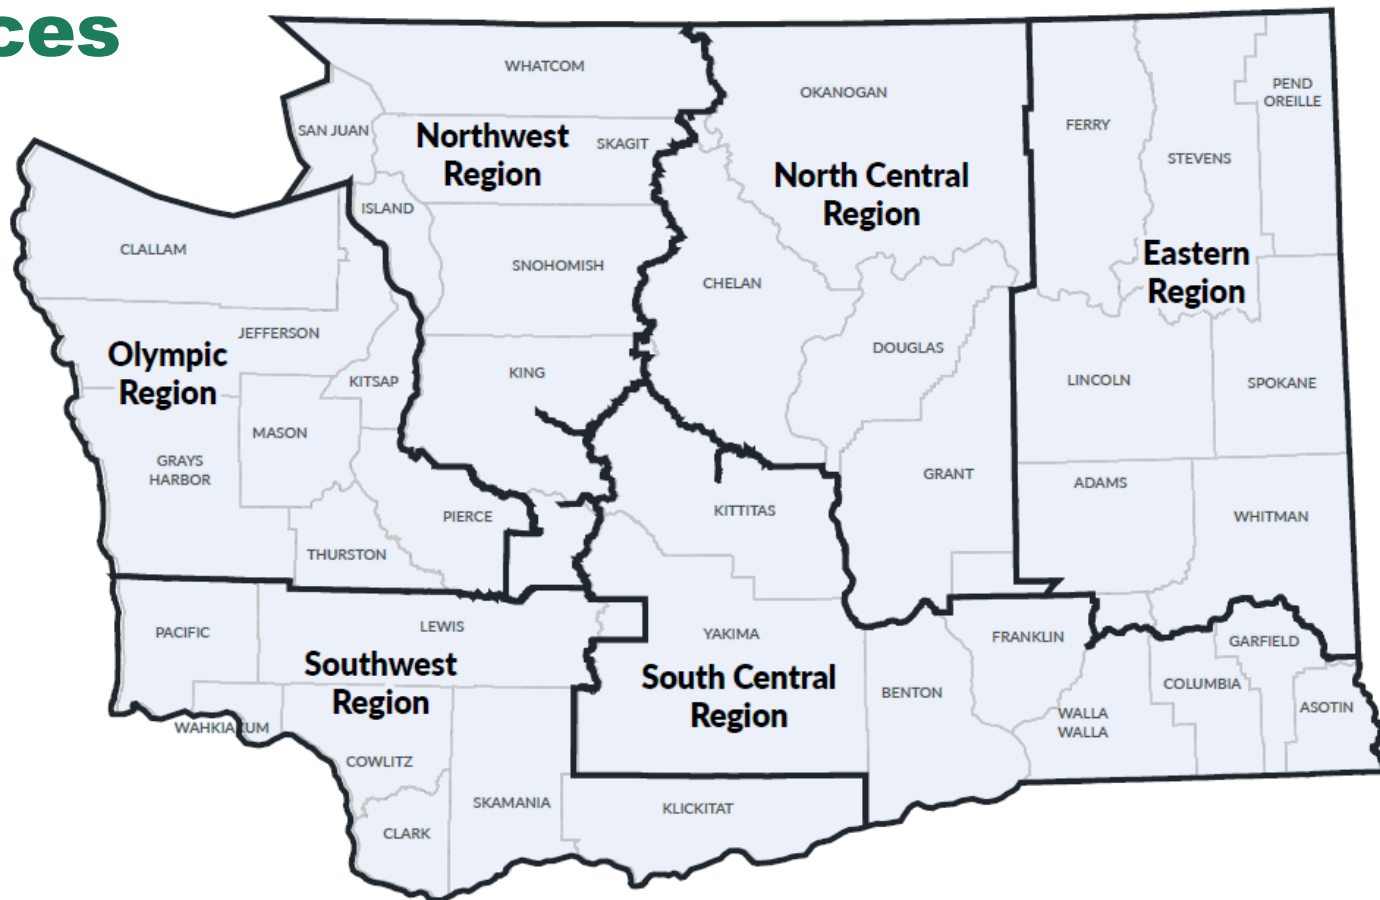 ces
WHATCOM
OKANOGAN
PEND
OREILLE
FERRY
SAN JUAN
Northwest
Region
SKAGIT
STEVENS
North Central
Region
ISLAND
CLALLAM
SNOHOMISH
CHELAN
Eastern
Region
JEFFERSON
Olympic
Region
DOUGLAS
KING
KITSAP
LINCOLN
SPOKANE
MASON
GRAYS
HARBOR
GRANT
ADAMS
KITTITAS
PIERCE
WHITMAN
THURSTON
PACIFIC
LEWIS
YAKIMA
FRANKLIN
GARFIELD
Southwest
Region
South Central
Region
BENTON
COLUMBIA
ASOTIN
WALLA
WALLA
WAHKIAKUM
COWLITZ
SKAMANIA
KLICKITAT
CLARK